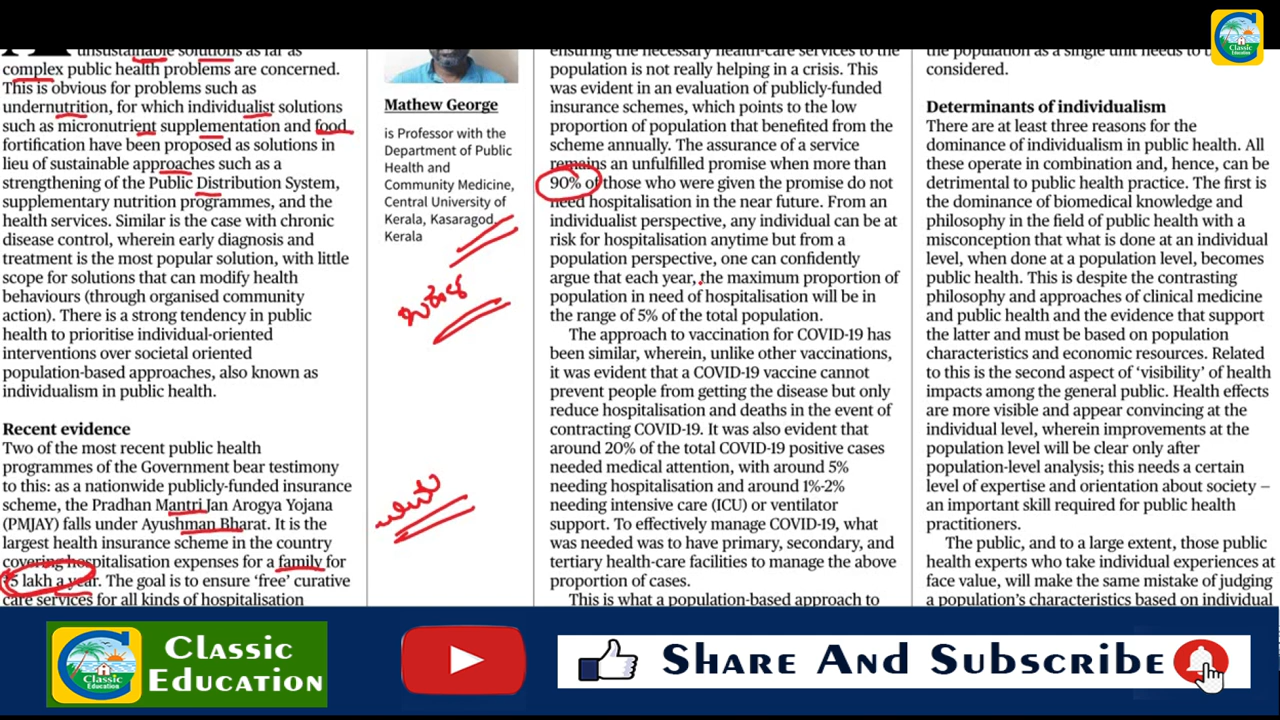 unsustainable solutions as far as
complex public health problems are concerned.
This is obvious for problems such as
undernutrition, for which individualist solutions
such as micronutrient supplementation and food
fortification have been proposed as solutions in
lieu of sustainable approaches such as a
strengthening of the Public Distribution System,
supplementary nutrition programmes, and the
health services. Similar is the case with chronic
disease control, wherein early diagnosis and
treatment is the most popular solution, with little
scope for solutions that can modify health
behaviours (through organised community
action). There is a strong tendency in public
health to prioritise individual-oriented
interventions over societal oriented
population-based approaches, also known as
individualism in public health.
Recent evidence
Two of the most recent public health
programmes of the Government bear testimony
to this: as a nationwide publicly-funded insurance
scheme, the Pradhan Mantri Jan Arogya Yojana
(PMJAY) falls under Ayushman Bharat. It is the
largest health insurance scheme in the country
covering hospitalisation expenses for a family for
₹5 lakh a year. The goal is to ensure ‘free’ curative
care services for all kinds of hospitalisation
Mathew George
is Professor with the
Department of Public
Health and
Community Medicine,
Central University of
Kerala, Kasaragod,
Kerala
ensuring the necessary health-care services to the
population is not really helping in a crisis. This
was evident in an evaluation of publicly-funded
insurance schemes, which points to the low
proportion of population that benefited from the
scheme annually. The assurance of a service
remains an unfulfilled promise when more than
90% of those who were given the promise do not
need hospitalisation in the near future. From an
individualist perspective, any individual can be at
risk for hospitalisation anytime but from a
population perspective, one can confidently
argue that each year, the maximum proportion of
population in need of hospitalisation will be in
the range of 5% of the total population.
The approach to vaccination for COVID-19 has
been similar, wherein, unlike other vaccinations,
it was evident that a COVID-19 vaccine cannot
prevent people from getting the disease but only
reduce hospitalisation and deaths in the event of
contracting COVID-19. It was also evident that
around 20% of the total COVID-19 positive cases
needed medical attention, with around 5%
needing hospitalisation and around 1%-2%
needing intensive care (ICU) or ventilator
support. To effectively manage COVID-19, what
was needed was to have primary, secondary, and
tertiary health-care facilities to manage the above
proportion of cases.
This is what a population-based approach to
the population as a single unit needs to
considered.
Determinants of individualism
There are at least three reasons for the
dominance of individualism in public health. All
these operate in combination and, hence, can be
detrimental to public health practice. The first is
the dominance of biomedical knowledge and
philosophy in the field of public health with a
misconception that what is done at an individual
level, when done at a population level, becomes
public health. This is despite the contrasting
philosophy and approaches of clinical medicine
and public health and the evidence that support
the latter and must be based on population
characteristics and economic resources. Related
to this is the second aspect of ‘visibility’ of health
impacts among the general public. Health effects
are more visible and appear convincing at the
individual level, wherein improvements at the
population level will be clear only after
population-level analysis; this needs a certain
level of expertise and orientation about society —
an important skill required for public health
practitioners.
The public, and to a large extent, those public
health experts who take individual experiences at
face value, will make the same mistake of judging
a population’s characteristics based on individual
Classic
Education
Classic
Education
Classic
Education
Share And Subscribe